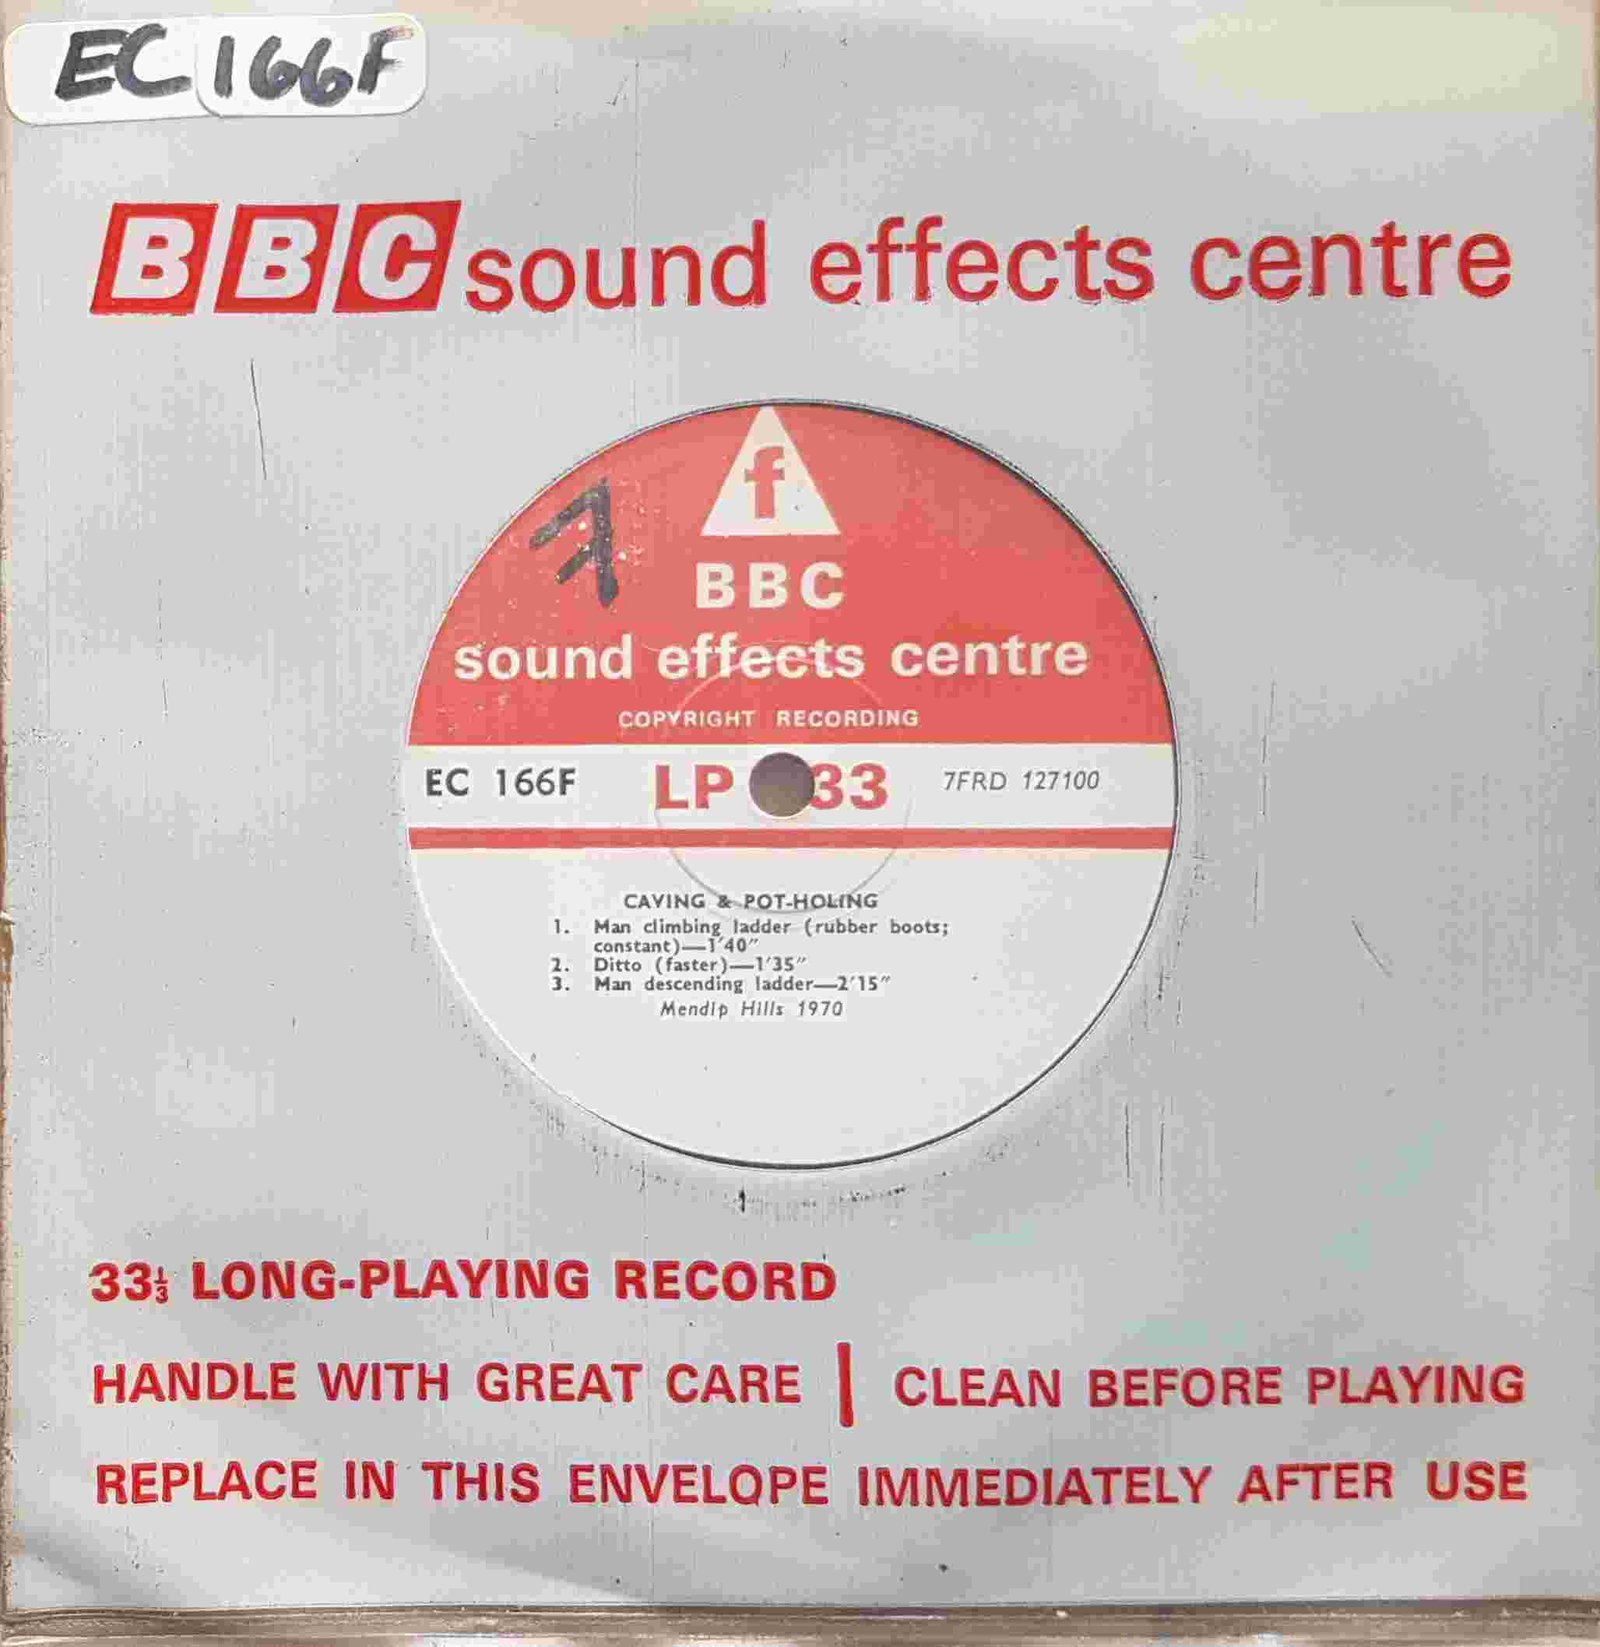 EC 166F
BBC sound effects centre
f
7
BBC
sound effects centre
COPYRIGHT RECORDING
EC 166F LP 33 7FRD 127100
CAVING & POT-HOLING
1. Man climbing ladder (rubber boots;
constant)—1'40"
2. Ditto (faster)—1'35"
3. Man descending ladder—2'15"
Mendip Hills 1970
33⅓ LONG-PLAYING RECORD
HANDLE WITH GREAT CARE | CLEAN BEFORE PLAYING
REPLACE IN THIS ENVELOPE IMMEDIATELY AFTER USE